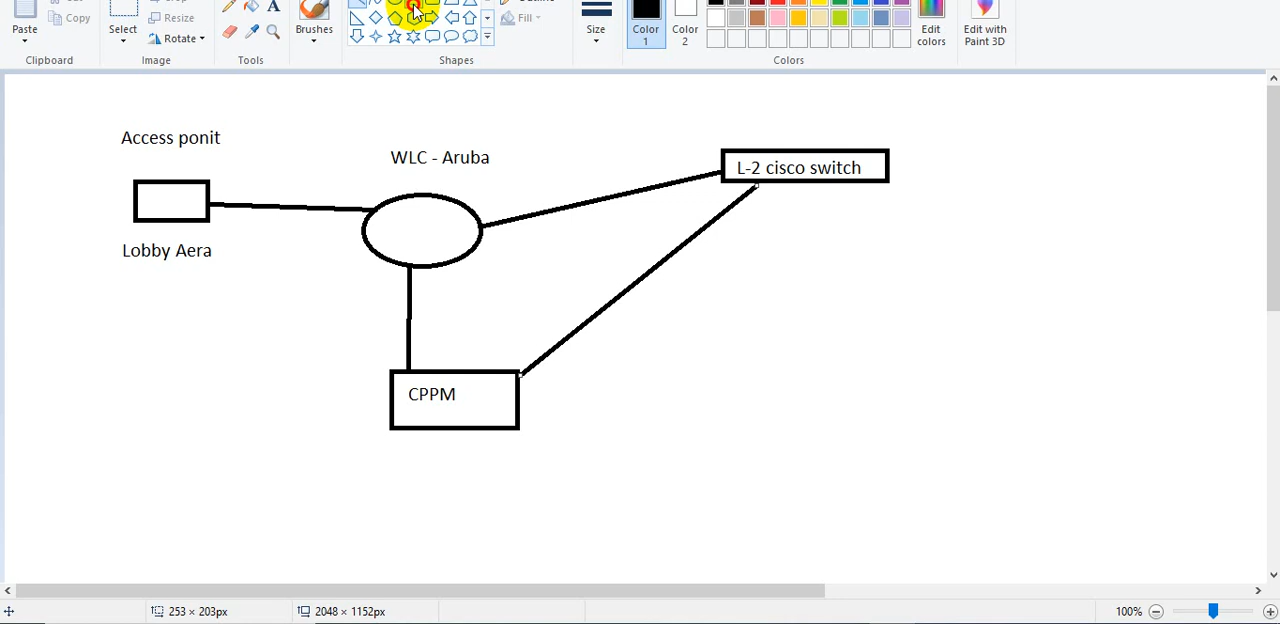 Copy
Paste
Select
Resize
Rotate
A
Brushes
Outline
Fill
Size
Color 1
Color 2
Edit colors
Edit with Paint 3D
Clipboard
Image
Tools
Shapes
Colors
Access ponit
WLC - Aruba
L-2 cisco switch
Lobby Aera
CPPM
253 × 203px
2048 × 1152px
100%